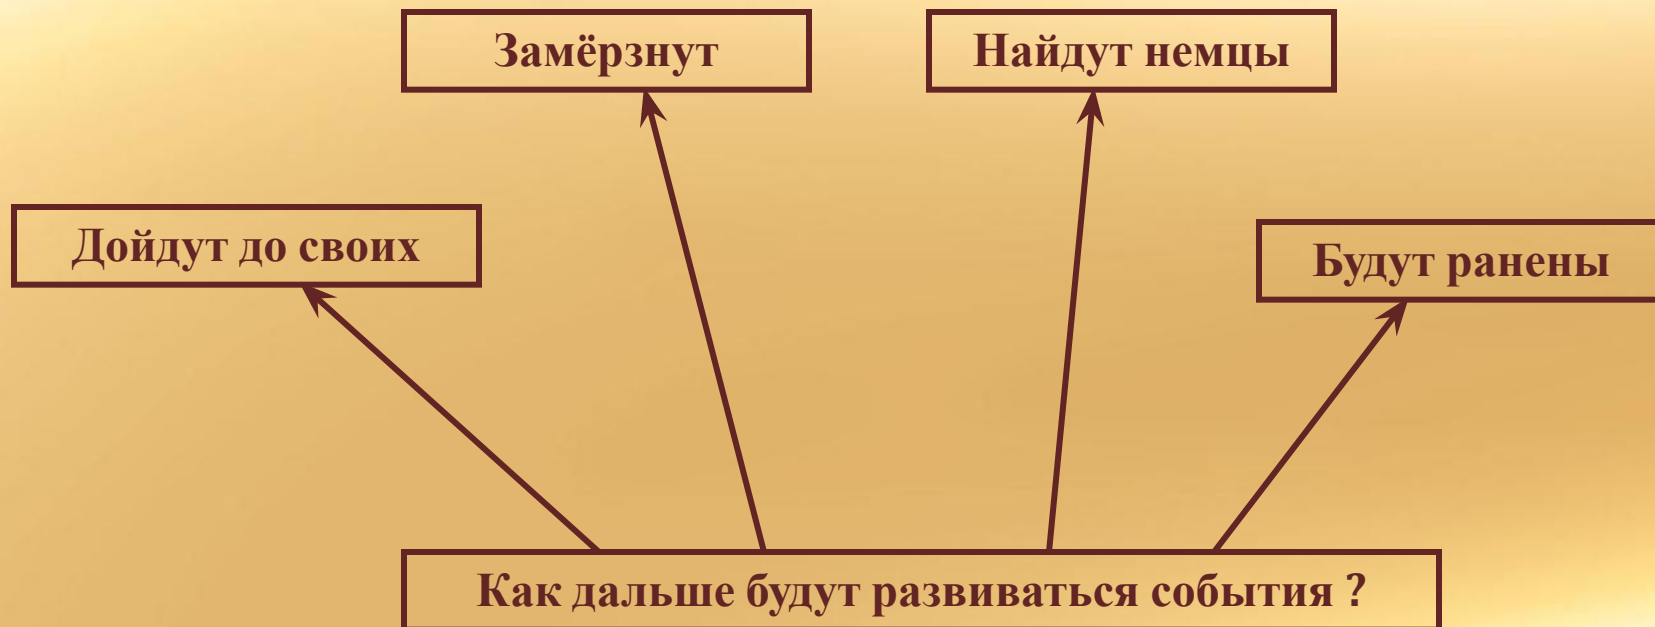 Замёрзнут
Найдут немцы
Дойдут до своих
Будут ранены
Как дальше будут развиваться события ?